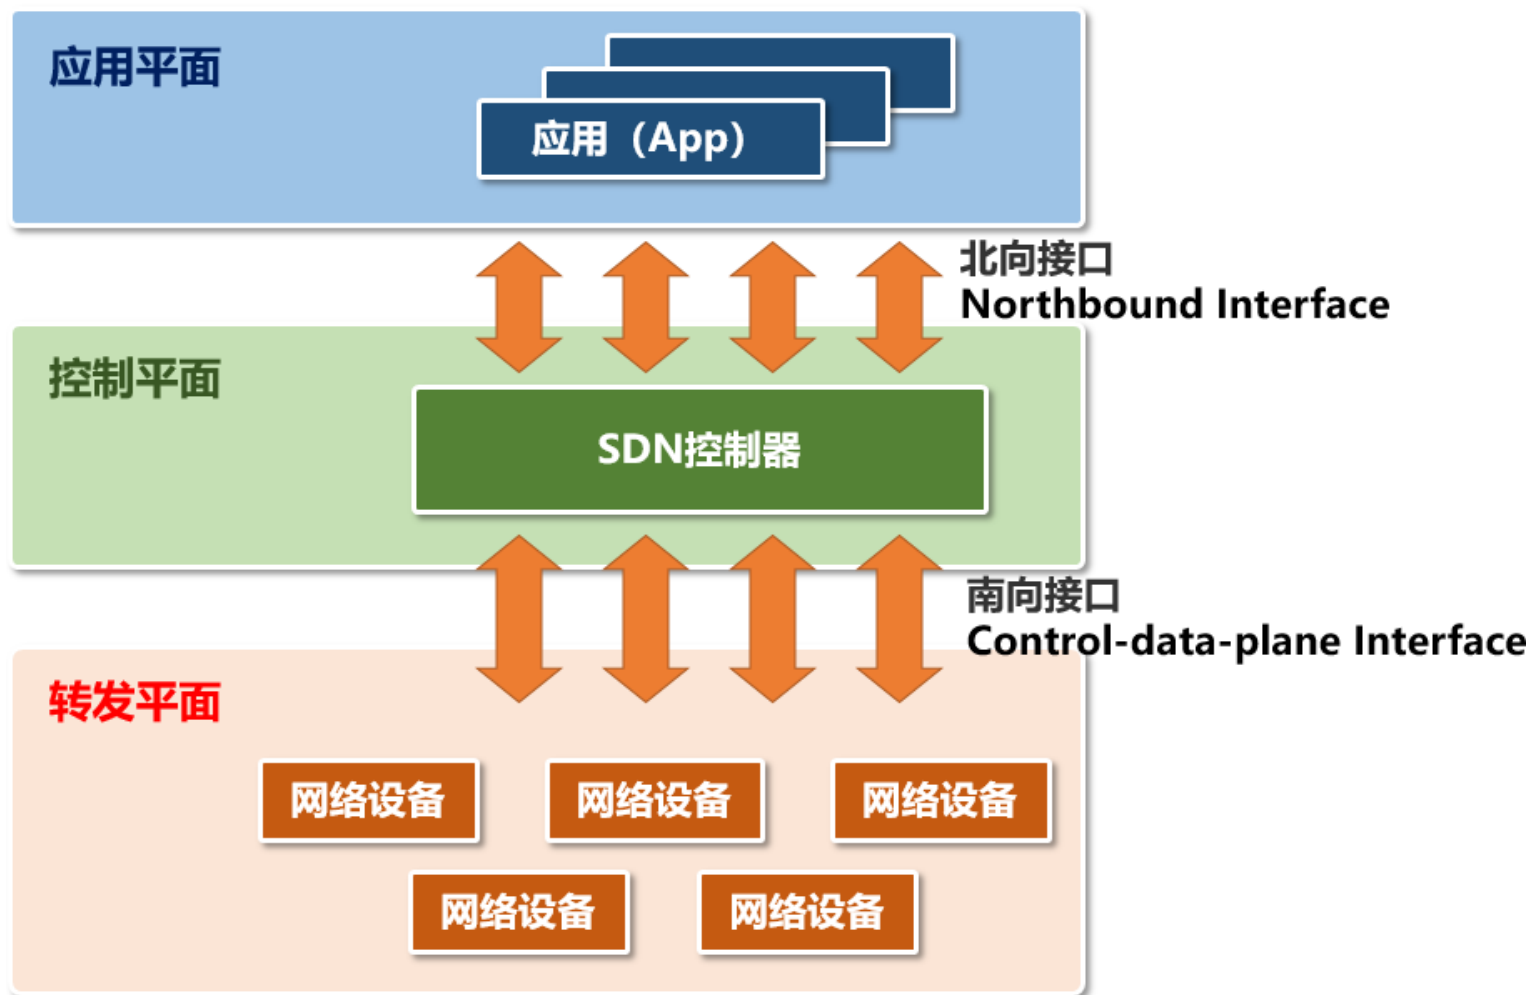 应用平面
应用（App）
北向接口
Northbound Interface
控制平面
SDN控制器
南向接口
Control-data-plane Interface
转发平面
网络设备
网络设备
网络设备
网络设备
网络设备